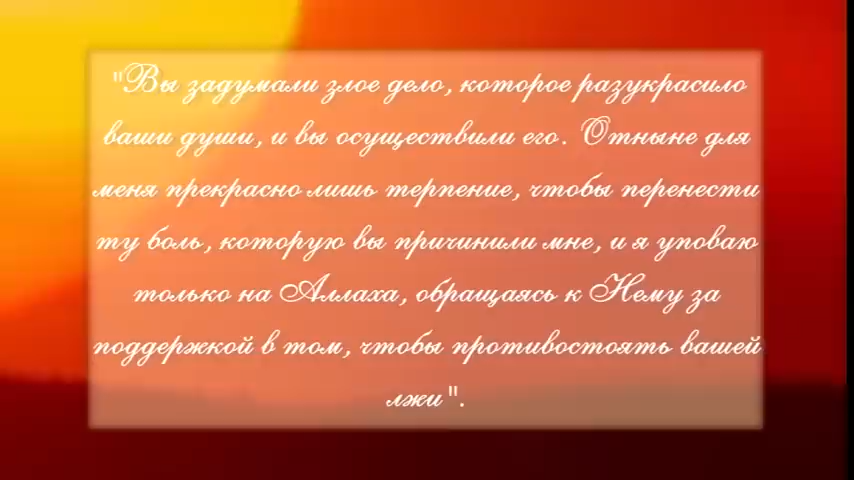 "Вы задумали злое дело, которое разукрасило
ваши души, и вы осуществили его. Отныне для
меня прекрасно лишь терпение, чтобы перенести
ту боль, которую вы причинили мне, и я уповаю
только на Аллаха, обращаясь к Нему за
поддержкой в том, чтобы противостоять вашей
лжи".